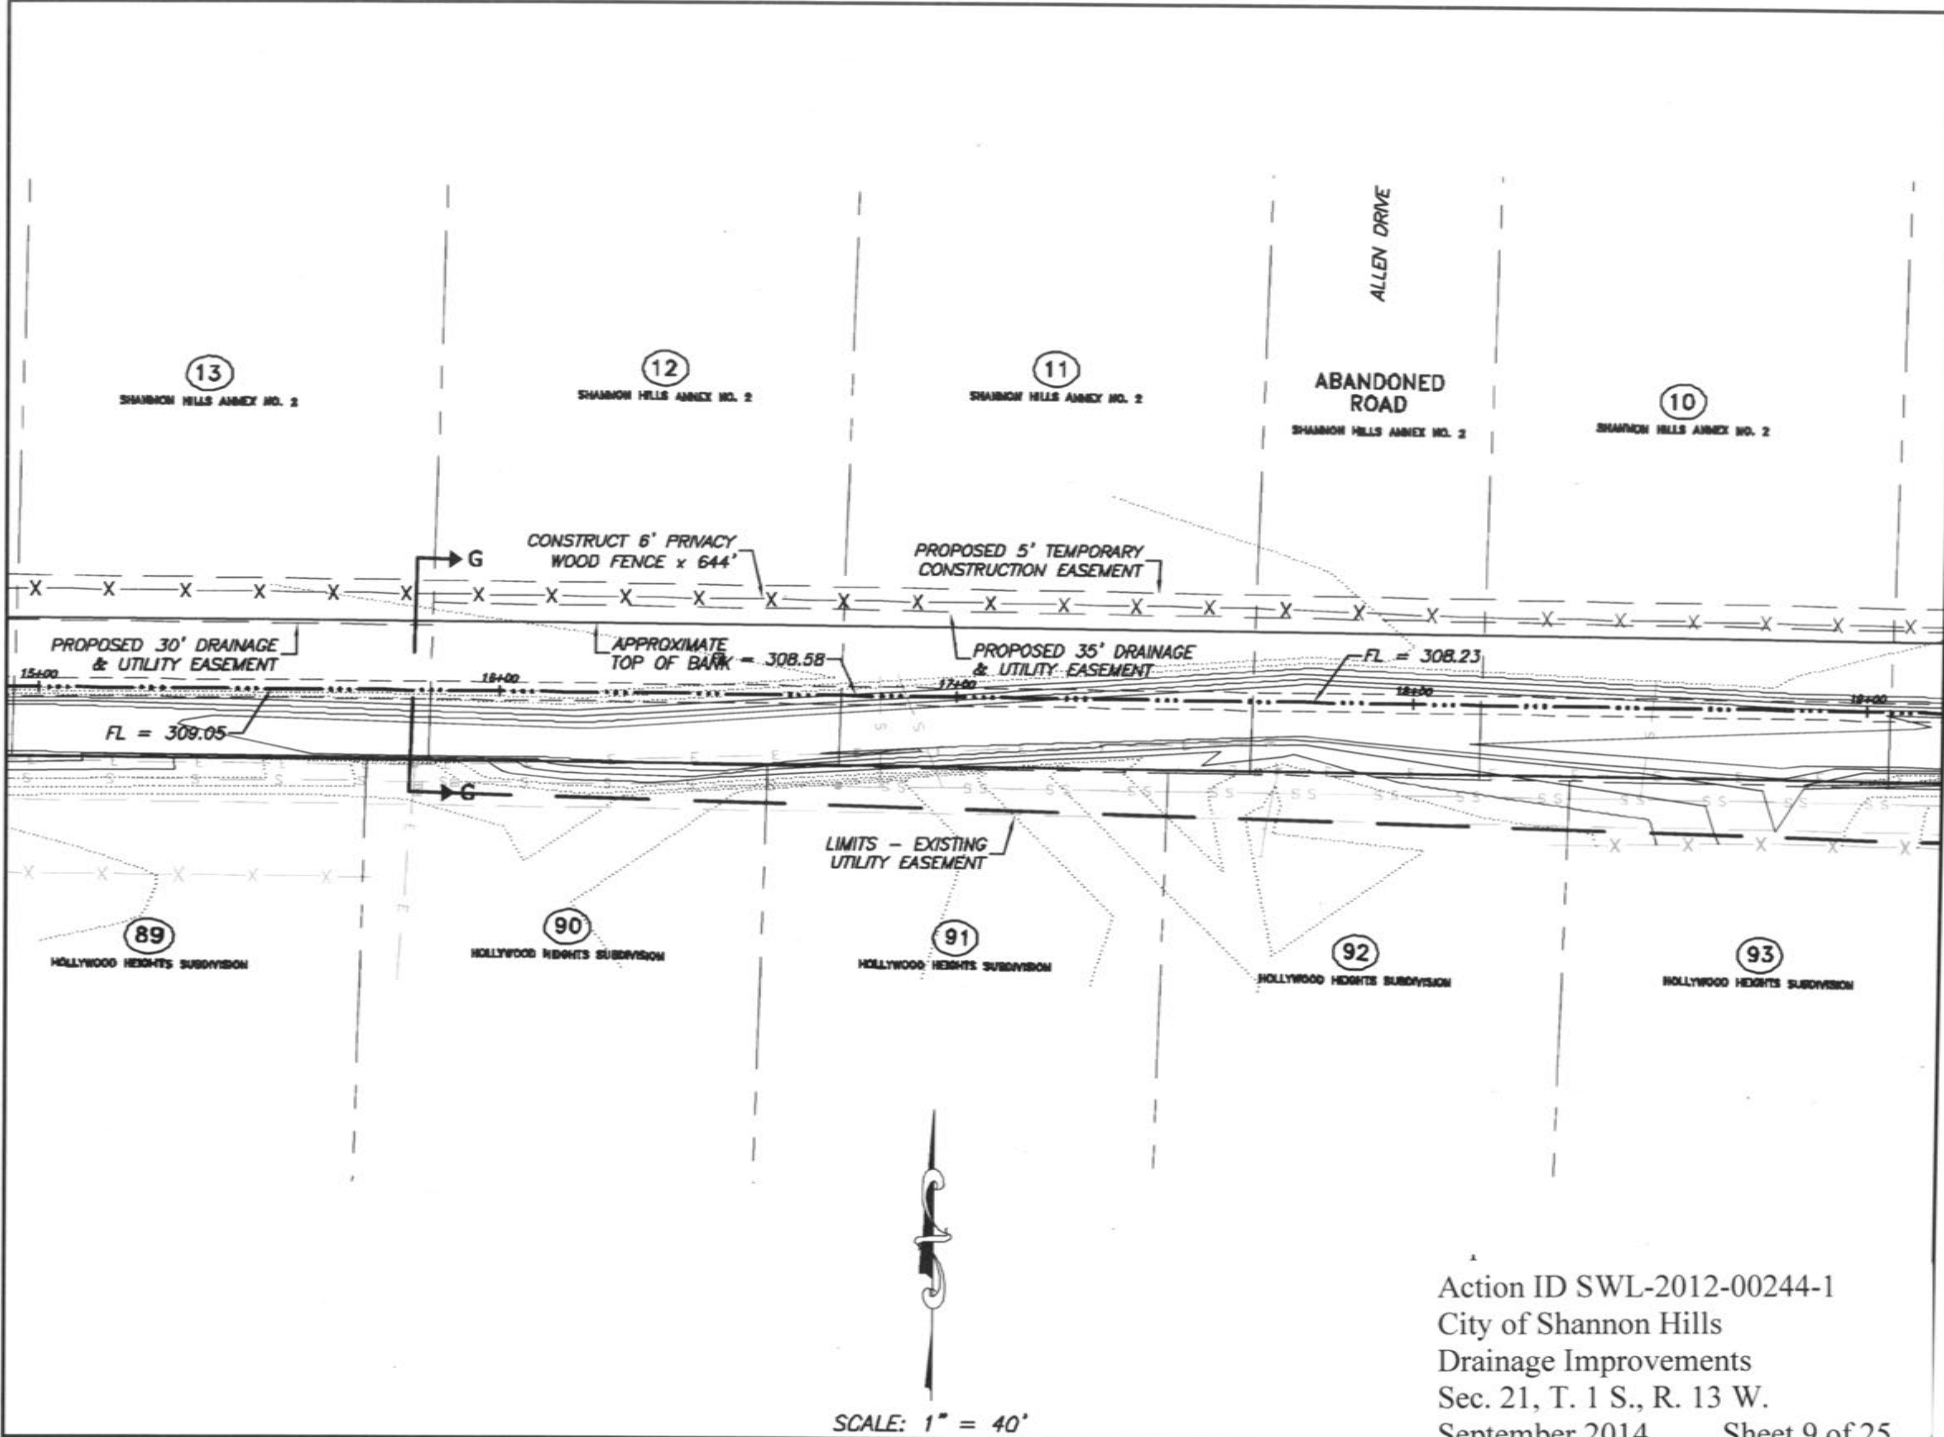 ALLEN DRIVE
13
SHANNON HILLS ANNEX NO. 2
12
SHANNON HILLS ANNEX NO. 2
11
SHANNON HILLS ANNEX NO. 2
ABANDONED
ROAD
SHANNON HILLS ANNEX NO. 2
10
SHANNON HILLS ANNEX NO. 2
G
CONSTRUCT 6' PRIVACY
WOOD FENCE x 644'
PROPOSED 5' TEMPORARY
CONSTRUCTION EASEMENT
PROPOSED 30' DRAINAGE
& UTILITY EASEMENT
APPROXIMATE
TOP OF BANK = 308.58
PROPOSED 35' DRAINAGE
& UTILITY EASEMENT
FL = 308.23
15+00
16+00
17+00
18+00
19+00
FL = 309.05
G
LIMITS - EXISTING
UTILITY EASEMENT
89
HOLLYWOOD HEIGHTS SUBDIVISION
90
HOLLYWOOD HEIGHTS SUBDIVISION
91
HOLLYWOOD HEIGHTS SUBDIVISION
92
HOLLYWOOD HEIGHTS SUBDIVISION
93
HOLLYWOOD HEIGHTS SUBDIVISION
SCALE: 1" = 40'
Action ID SWL-2012-00244-1
City of Shannon Hills
Drainage Improvements
Sec. 21, T. 1 S., R. 13 W.
September 2014 Sheet 9 of 25